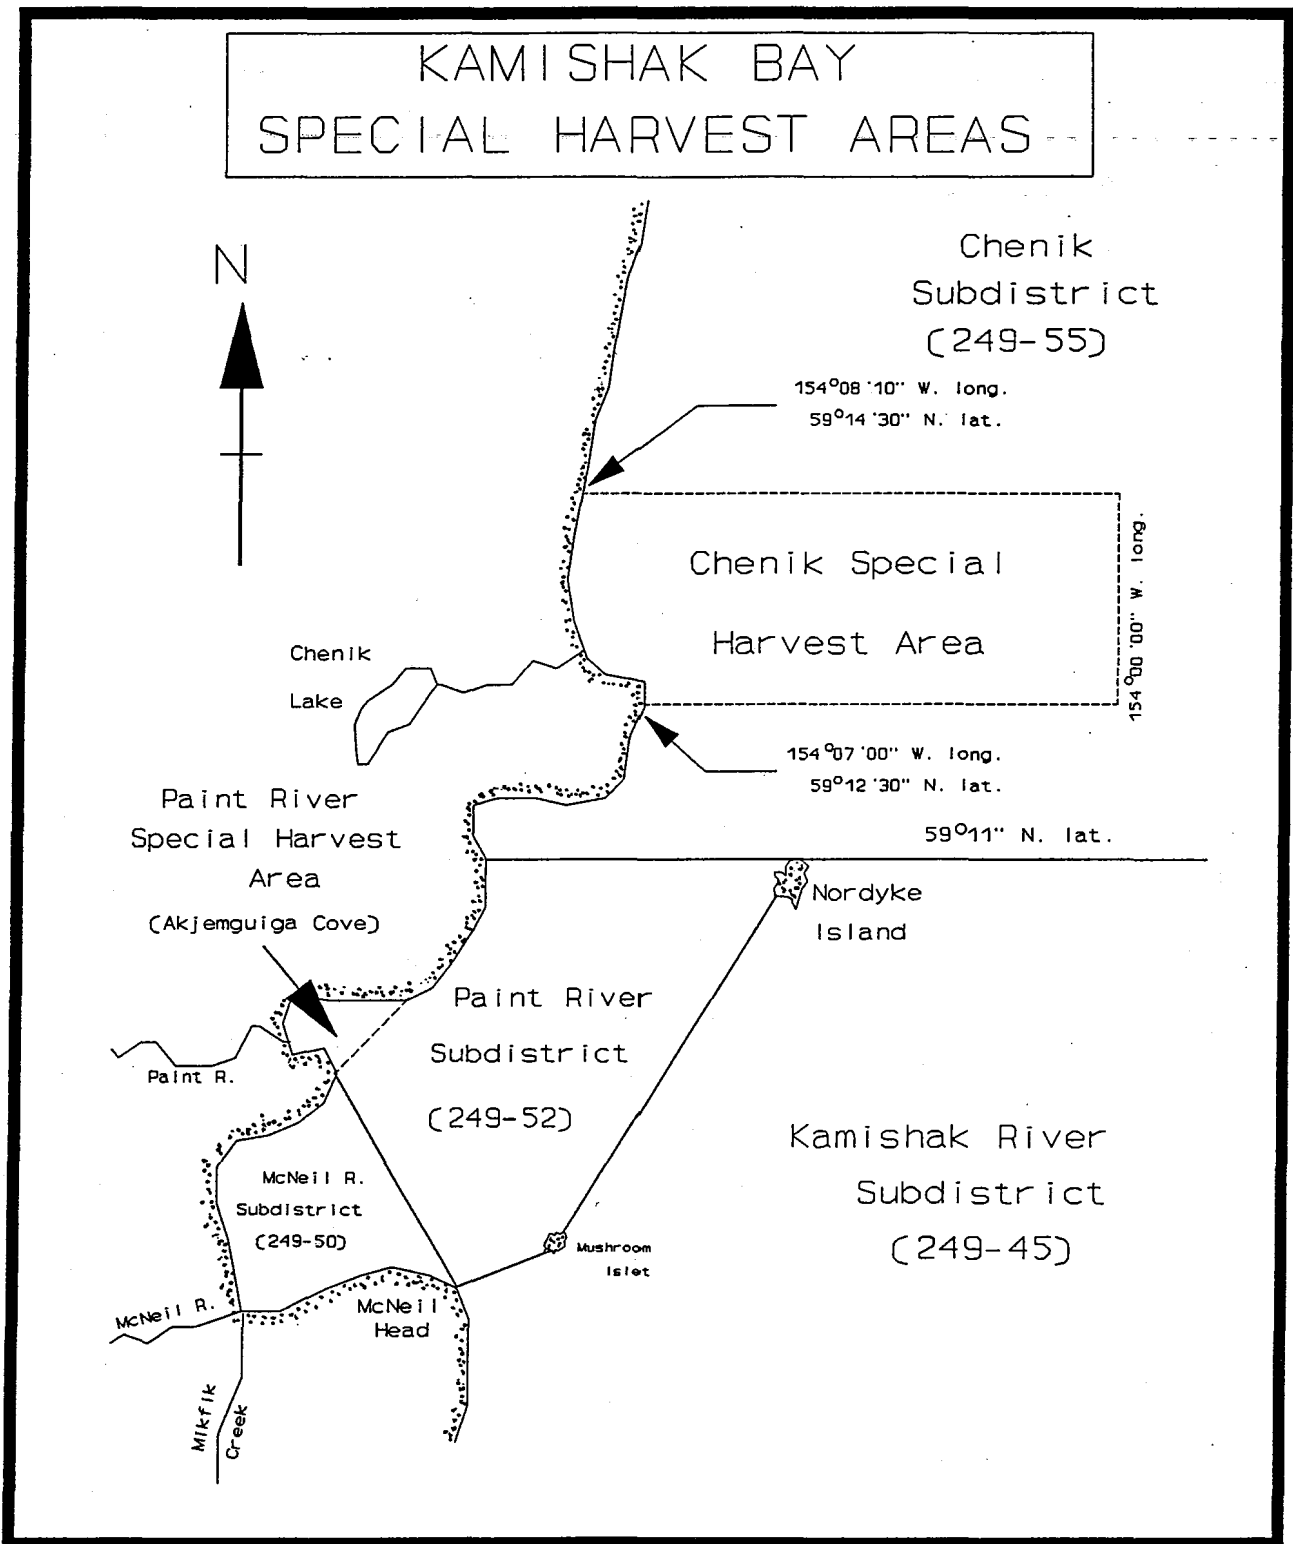 KAMISHAK BAY
SPECIAL HARVEST AREAS
N
Chenik
Subdistrict
(249-55)
154°08'10" W. long.
59°14'30" N. lat.
Chenik Special
Harvest Area
154°00'00" W. long.
Chenik
Lake
154°07'00" W. long.
59°12'30" N. lat.
59°11" N. lat.
Paint River
Special Harvest
Area
(Akjemguiga Cove)
Nordyke
Island
Paint River
Subdistrict
(249-52)
Paint R.
Kamishak River
Subdistrict
(249-45)
McNeil R.
Subdistrict
(249-50)
Mushroom
Islet
McNeil R.
McNeil
Head
Mikfik
Creek